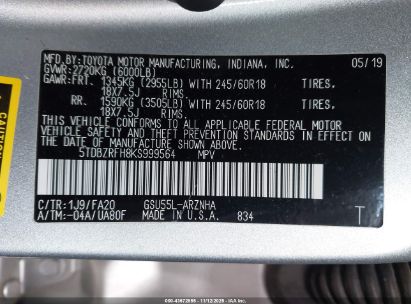 MFD.BY:TOYOTA MOTOR MANUFACTURING, INDIANA, INC. 05/19
GVWR:2720KG (6000LB)
GAWR:FRT. 1345KG (2955LB) WITH 245/60R18 TIRES,
18X7.5J RIMS
RR. 1590KG (3505LB) WITH 245/60R18 TIRES,
18X7.5J RIMS
THIS VEHICLE CONFORMS TO ALL APPLICABLE FEDERAL MOTOR
VEHICLE SAFETY, BUMPER, AND THEFT PREVENTION STANDARDS
IN EFFECT ON THE DATE OF MANUFACTURE SHOWN ABOVE.
5TDBZRFH8KS999564 MPV
C/TR:1J9/FA20 GSU55L-ARZNHA
A/TM:-04A/UA80F MADE IN U.S.A. 834 T
CAUTION